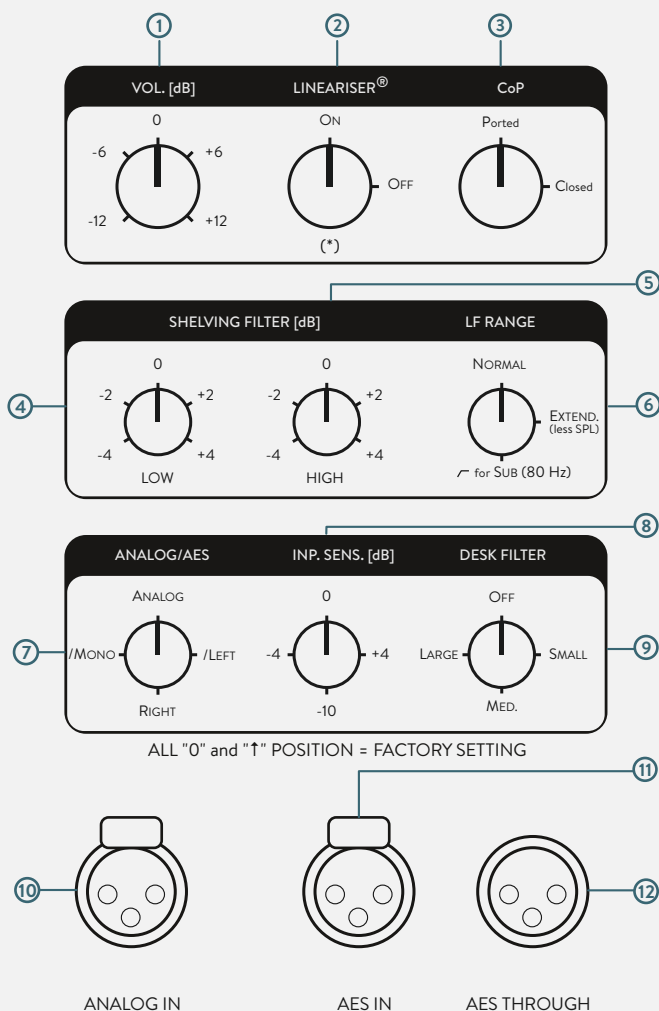 1 2 3
VOL. [dB] LINEARISER® CoP
0 ON Ported
-6 +6
OFF Closed
-12 +12
(*)
5
SHELVING FILTER [dB] LF RANGE
0 0 NORMAL
-2 +2 -2 +2
4 EXTEND. 6
(less SPL)
-4 +4 -4 +4
LOW HIGH for SUB (80 Hz)
8
ANALOG/AES INP. SENS. [dB] DESK FILTER
ANALOG 0 OFF
7 /MONO /LEFT -4 +4 LARGE SMALL 9
RIGHT -10 MED.
ALL "0" and "↑" POSITION = FACTORY SETTING
11
10 12
ANALOG IN AES IN AES THROUGH